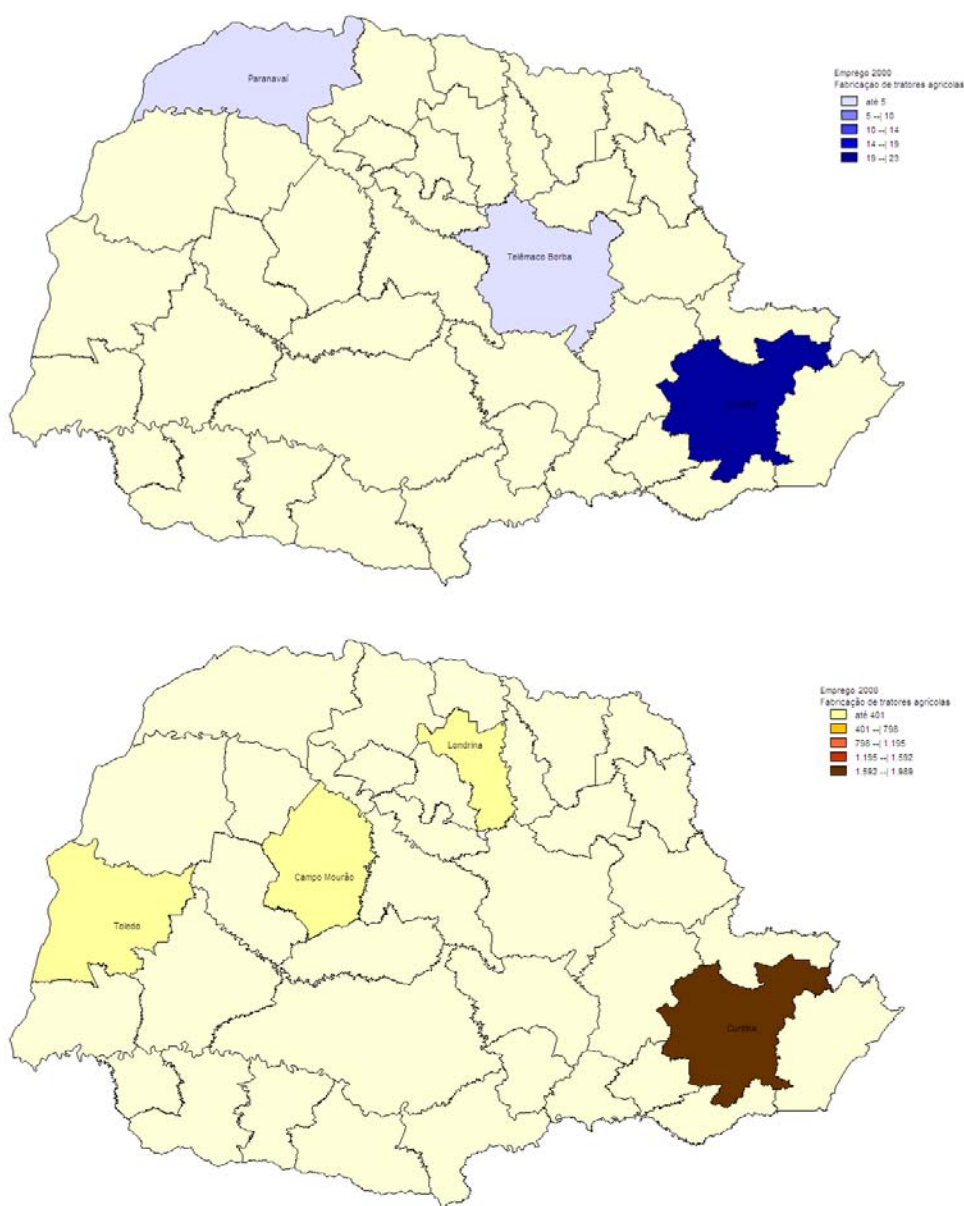 Paranavaí
Emprego 2000
Fabricaçao de tratores agricolas
até 5
5 --| 10
10 --| 14
14 --| 19
19 --| 23
Telêmaco Borba
Emprego 2000
Fabricação de tratores agrícolas
até 401
401 --| 798
798 --| 1.195
1.195 --| 1.592
1.592 --| 1.989
Londrina
Campo Mourão
Toledo
Curitiba